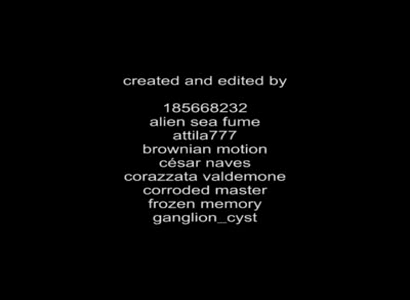 created and edited by
185668232
alien sea fume
attila777
brownian motion
césar naves
corazzata valdemone
corroded master
frozen memory
ganglion_cyst